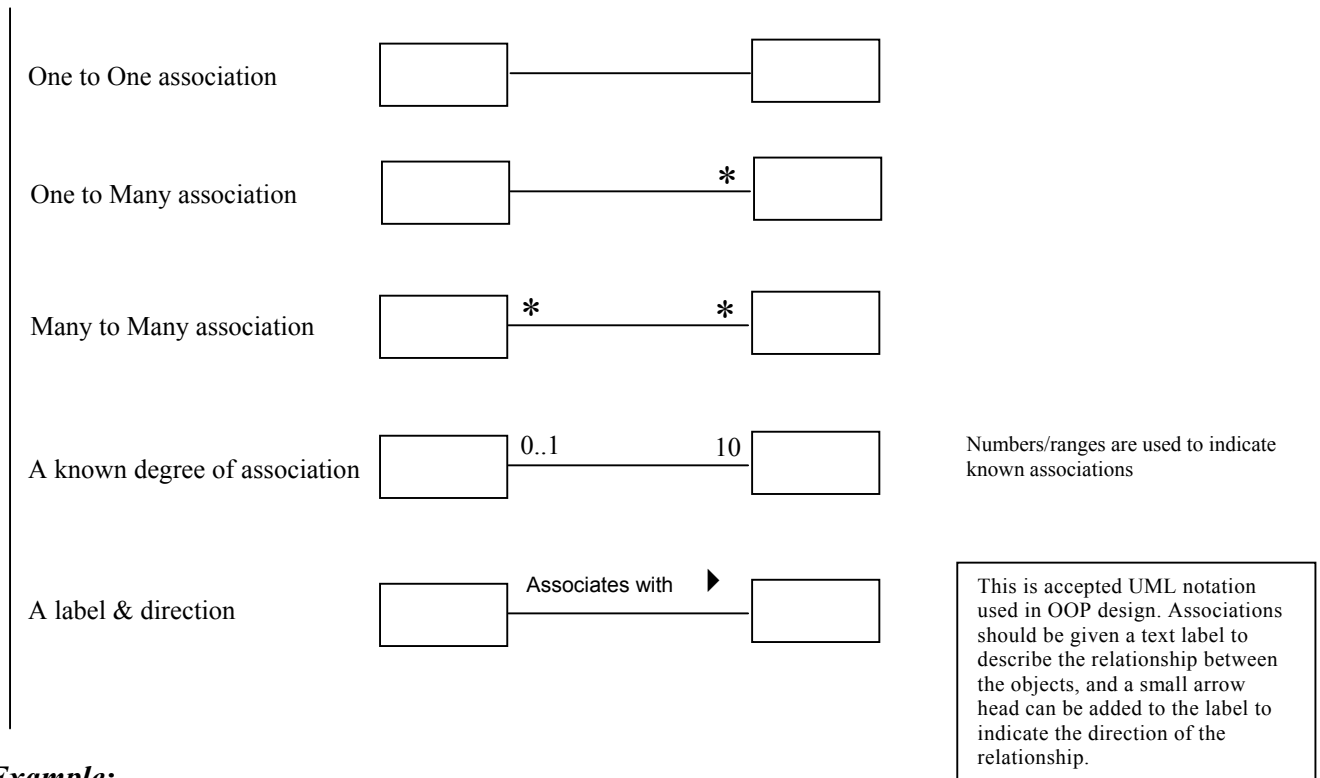 One to One association
One to Many association
*
Many to Many association
* *
A known degree of association
0..1 10
Numbers/ranges are used to indicate
known associations
A label & direction
Associates with
This is accepted UML notation
used in OOP design. Associations
should be given a text label to
describe the relationship between
the objects, and a small arrow
head can be added to the label to
indicate the direction of the
relationship.
Example: